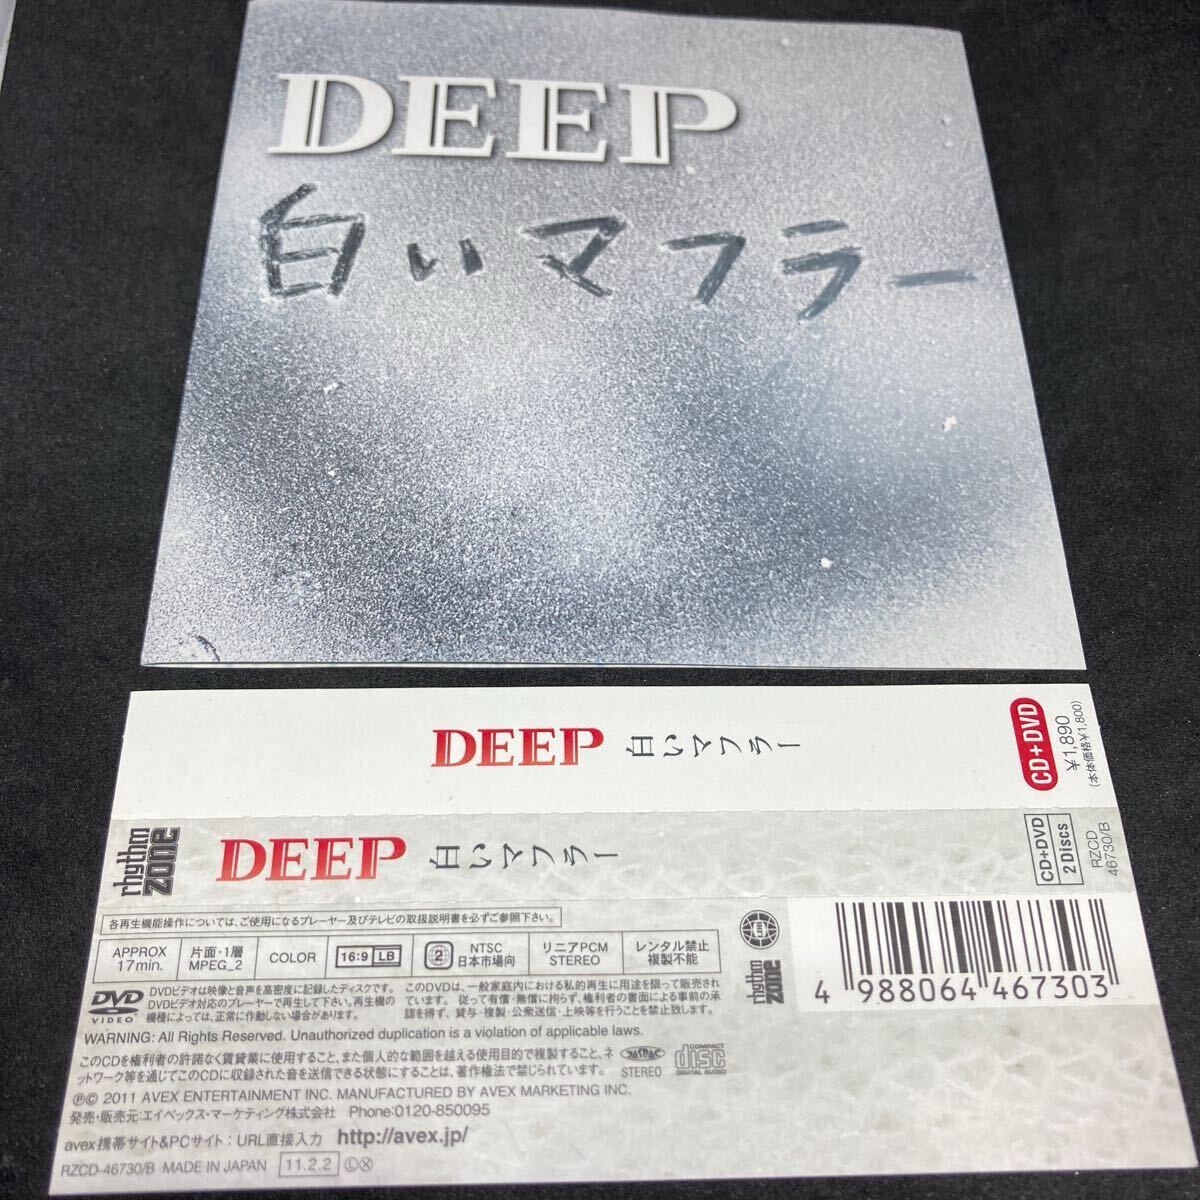 DEEP
白いマフラー
DEEP 白いマフラー
CD+DVD
¥1,890
(本体価格¥1,800)
rhythm zone
DEEP 白いマフラー
CD+DVD
2 Discs
RZCD
46730/B
各再生機能操作については、ご使用になるプレーヤー及びテレビの取扱説明書を必ずご参照下さい。
APPROX 17min.
片面・1層 MPEG_2
COLOR
16:9 LB
2 NTSC 日本市場向
リニアPCM STEREO
レンタル禁止 複製不能
DVD VIDEO
DVDビデオは映像と音声を高密度に記録したディスクです。
DVDビデオ対応のプレーヤーで再生して下さい。再生機の
機種によっては、正常に作動しない場合があります。
このDVDは、一般家庭内における私的再生に用途を限って販売さ
れています。従って有償・無償に拘らず、権利者の書面による事前の承
認を得ず、貸与・複製・公衆送信・上映等を行うことを禁止致します。
WARNING: All Rights Reserved. Unauthorized duplication is a violation of applicable laws.
このCDを権利者の許諾なく賃貸業に使用すること、また個人的な範囲を越える使用目的で複製すること、ネ
ットワーク等を通じてこのCDに収録された音を送信できる状態にすることは、著作権法で禁じられています。
JASRAC
STEREO
COMPACT disc DIGITAL AUDIO
℗© 2011 AVEX ENTERTAINMENT INC. MANUFACTURED BY AVEX MARKETING INC.
発売・販売元:エイベックス・マーケティング株式会社 Phone:0120-850095
avex携帯サイト&PCサイト : URL直接入力 http://avex.jp/
RZCD-46730/B MADE IN JAPAN 11.2.2 Ⓛⓧ
LDH
rhythm zone
4 988064 467303